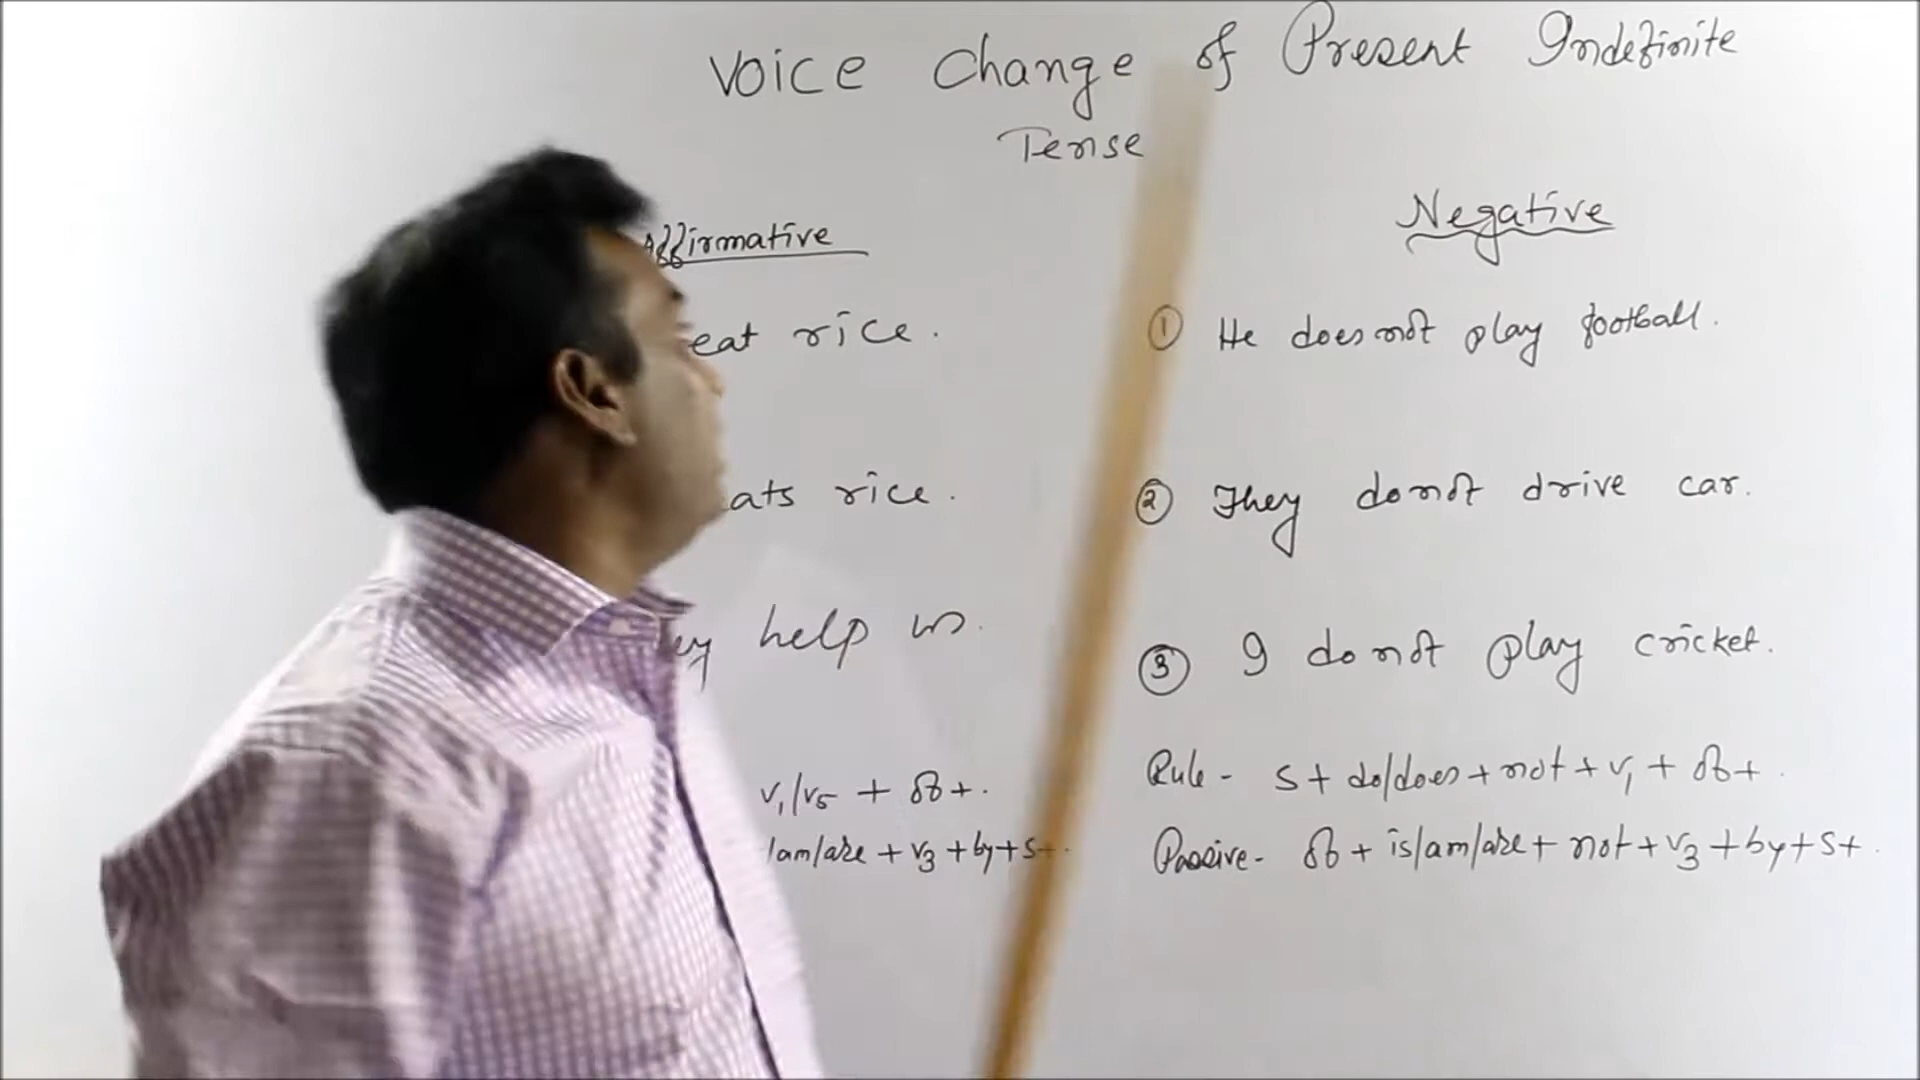 Voice Change of Present Indefinite
Tense
Affirmative
eat rice.
rice.
help us.
v1/v5 + ob+.
am/are + v3 + by + s+.
Negative
① He does not play football.
② They do not drive car.
③ I do not play cricket.
Rule - s + do/does + not + v1 + ob+.
Passive - ob + is/am/are + not + v3 + by + s+.